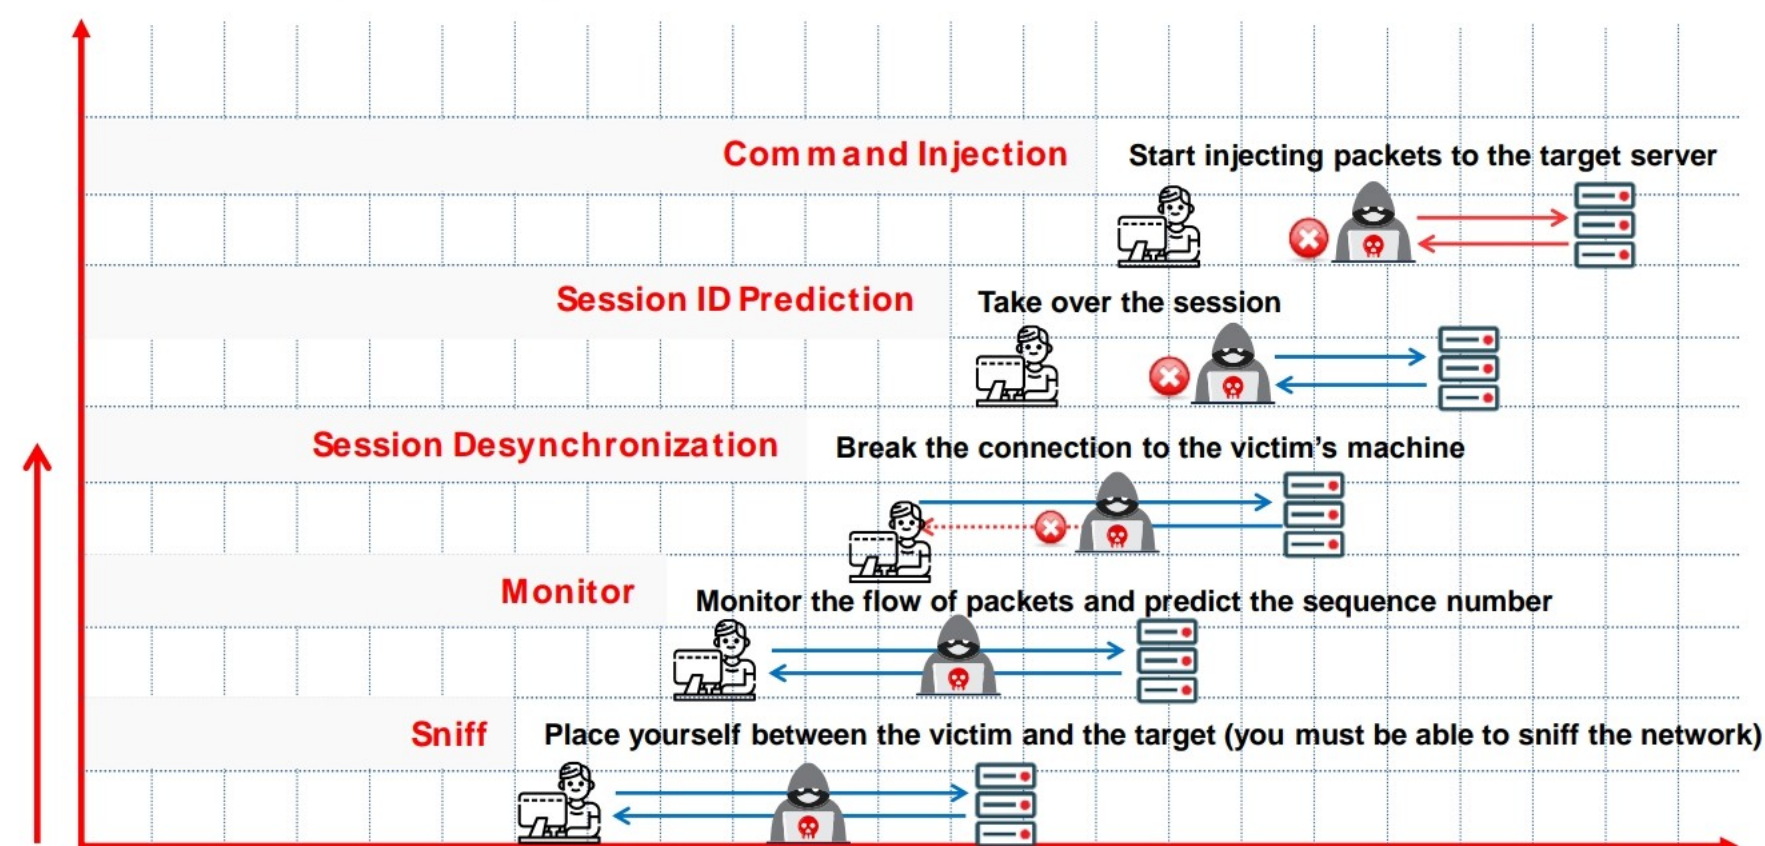 Command Injection
Start injecting packets to the target server
Session ID Prediction
Take over the session
Session Desynchronization
Break the connection to the victim’s machine
Monitor
Monitor the flow of packets and predict the sequence number
Sniff
Place yourself between the victim and the target (you must be able to sniff the network)